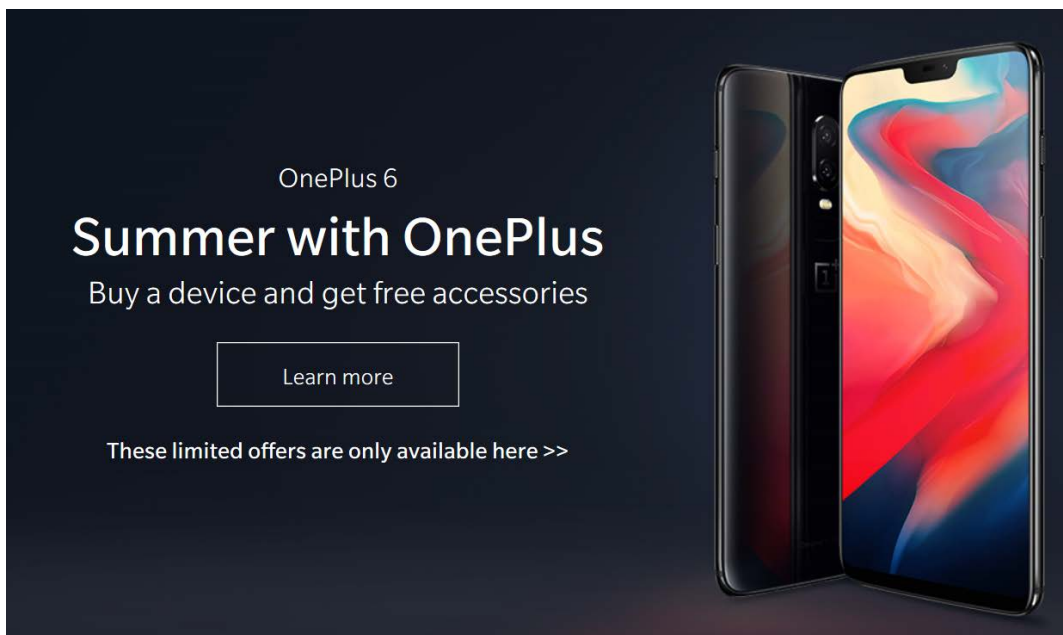 OnePlus 6
Summer with OnePlus
Buy a device and get free accessories
Learn more
These limited offers are only available here >>